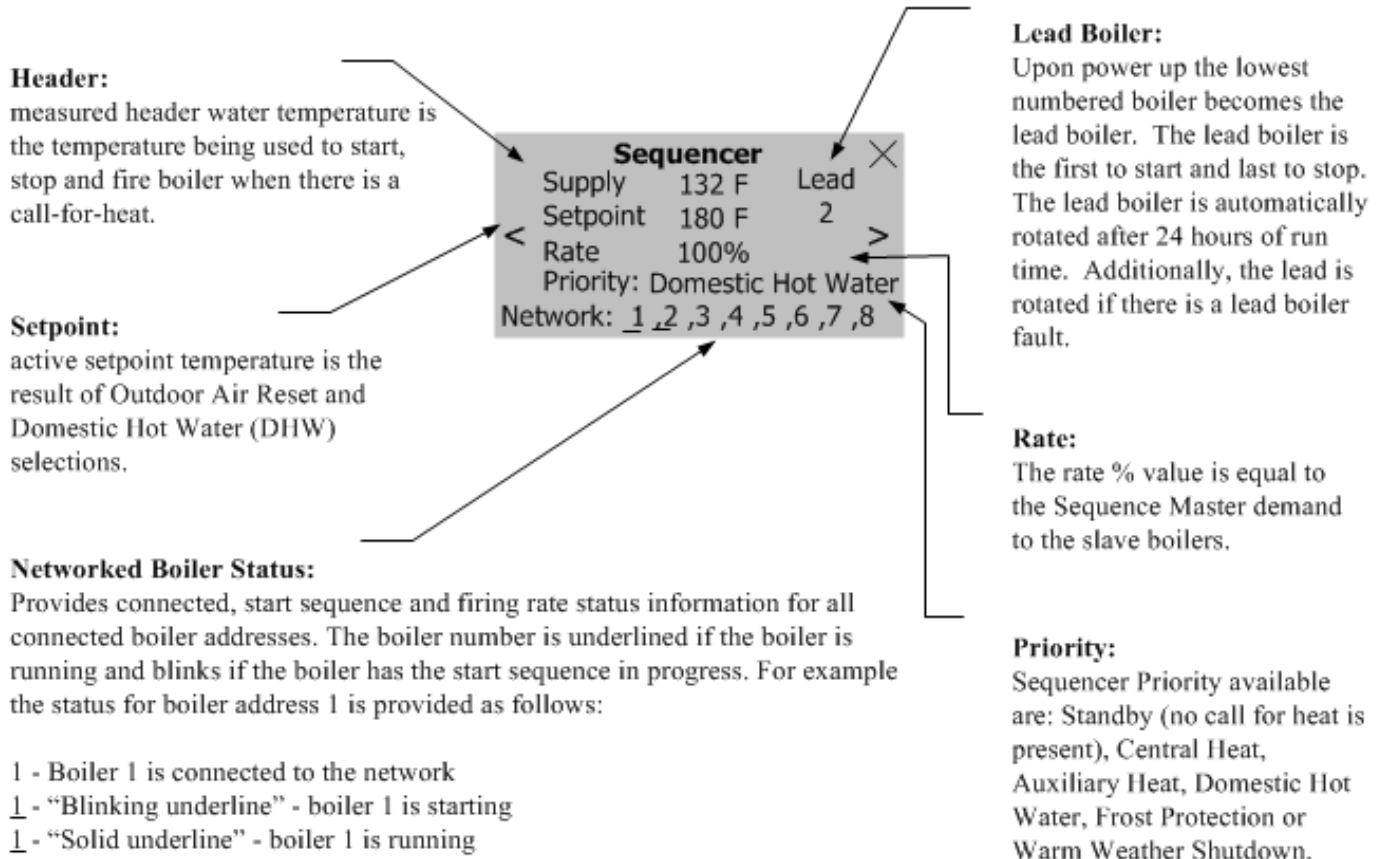 Header:
measured header water temperature is
the temperature being used to start,
stop and fire boiler when there is a
call-for-heat.
Setpoint:
active setpoint temperature is the
result of Outdoor Air Reset and
Domestic Hot Water (DHW)
selections.
Sequencer
Supply 132 F Lead
Setpoint 180 F 2
< >
Rate 100%
Priority: Domestic Hot Water
Network: 1 ,2 ,3 ,4 ,5 ,6 ,7 ,8
Lead Boiler:
Upon power up the lowest
numbered boiler becomes the
lead boiler. The lead boiler is
the first to start and last to stop.
The lead boiler is automatically
rotated after 24 hours of run
time. Additionally, the lead is
rotated if there is a lead boiler
fault.
Rate:
The rate % value is equal to
the Sequence Master demand
to the slave boilers.
Priority:
Sequencer Priority available
are: Standby (no call for heat is
present), Central Heat,
Auxiliary Heat, Domestic Hot
Water, Frost Protection or
Warm Weather Shutdown.
Networked Boiler Status:
Provides connected, start sequence and firing rate status information for all
connected boiler addresses. The boiler number is underlined if the boiler is
running and blinks if the boiler has the start sequence in progress. For example
the status for boiler address 1 is provided as follows:
1 - Boiler 1 is connected to the network
1 - “Blinking underline” - boiler 1 is starting
1 - “Solid underline” - boiler 1 is running